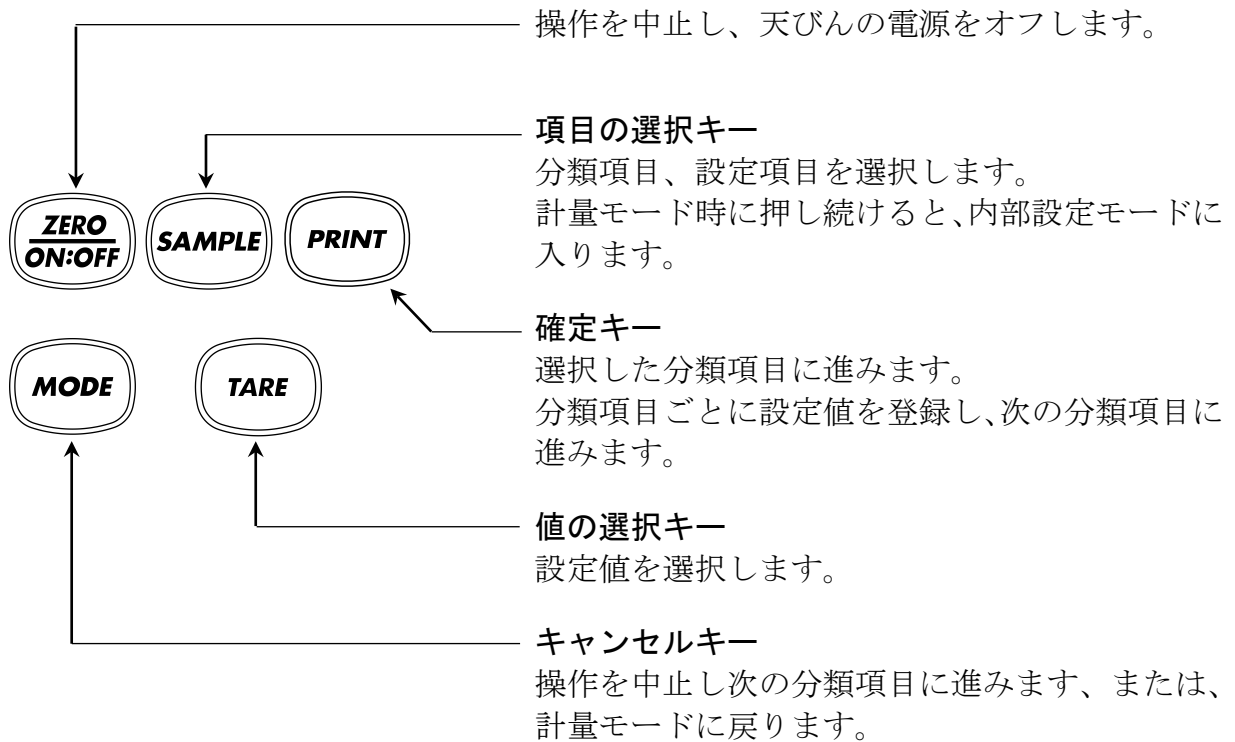 操作を中止し、天びんの電源をオフします。
項目の選択キー
分類項目、設定項目を選択します。
計量モード時に押し続けると、内部設定モードに
入ります。
ZERO
ON:OFF
SAMPLE
PRINT
確定キー
選択した分類項目に進みます。
分類項目ごとに設定値を登録し、次の分類項目に
進みます。
MODE
TARE
値の選択キー
設定値を選択します。
キャンセルキー
操作を中止し次の分類項目に進みます、または、
計量モードに戻ります。